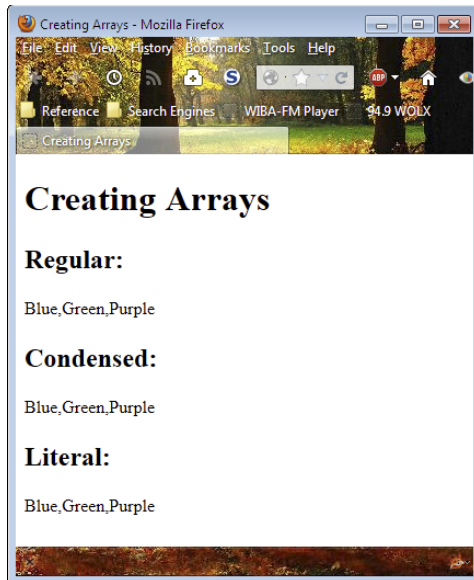 Creating Arrays - Mozilla Firefox
File Edit View History Bookmarks Tools Help
S ABP
Reference Search Engines WIBA-FM Player 94.9 WOLX
Creating Arrays
Creating Arrays
Regular:
Blue,Green,Purple
Condensed:
Blue,Green,Purple
Literal:
Blue,Green,Purple